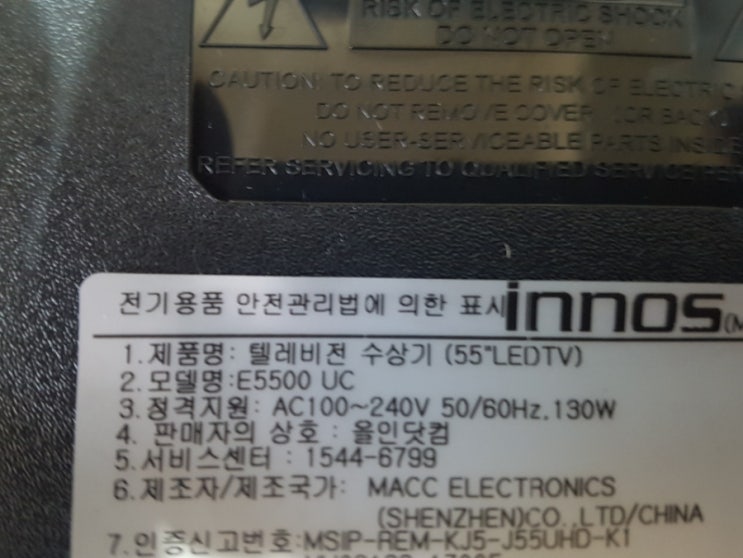 RISK OF ELECTRIC SHOCK
DO NOT OPEN
CAUTION: TO REDUCE THE RISK OF ELECTRIC
DO NOT REMOVE COVER (OR BACK)
NO USER-SERVICEABLE PARTS INSIDE
REFER SERVICING TO QUALIFIED SERVICE PER
전기용품 안전관리법에 의한 표시 innos
1.제품명: 텔레비전 수상기 (55"LEDTV)
2.모델명:E5500 UC
3.정격지원: AC100~240V 50/60Hz.130W
4. 판매자의 상호 : 올인닷컴
5.서비스센터 : 1544-6799
6.제조자/제조국가: MACC ELECTRONICS
(SHENZHEN)CO.,LTD/CHINA
7.인증신고번호:MSIP-REM-KJ5-J55UHD-K1